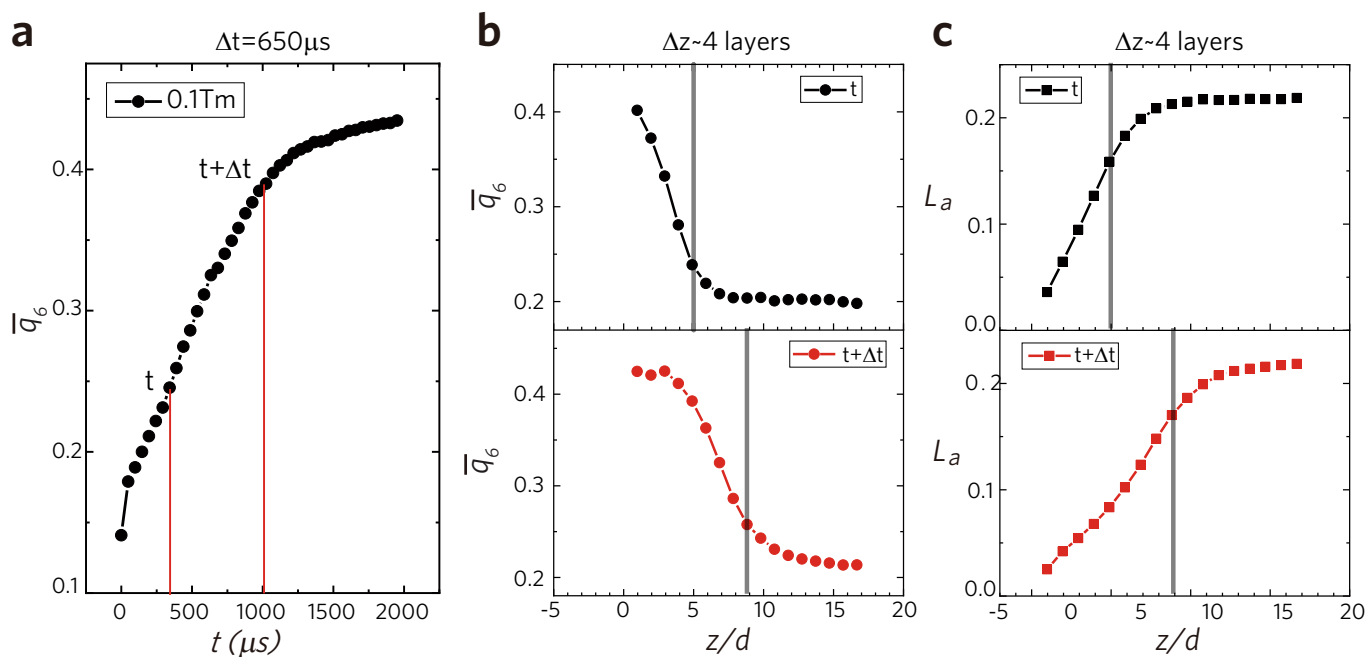 a
Δt=650μs
0.1Tm
t+Δt
t
0.4
0.3
0.2
0.1
q̅₆
0
500
1000
1500
2000
t (μs)
b
Δz~4 layers
t
0.4
0.3
0.2
q̅₆
t+Δt
0.4
0.3
0.2
q̅₆
-5
0
5
10
15
20
z/d
c
Δz~4 layers
t
0.2
0.1
0.0
Lₐ
t+Δt
0.2
0.1
0.0
Lₐ
-5
0
5
10
15
20
z/d